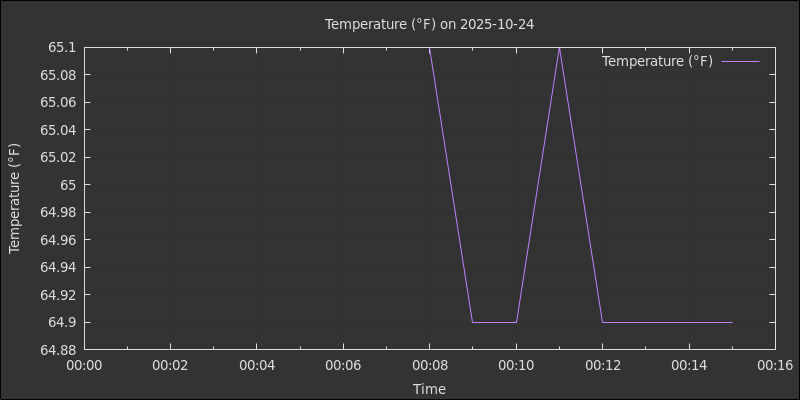 Temperature (°F) on 2025-10-24
Temperature (°F)
65.1
65.08
65.06
65.04
65.02
65
64.98
64.96
64.94
64.92
64.9
64.88
Temperature (°F)
00:00 00:02 00:04 00:06 00:08 00:10 00:12 00:14 00:16
Time